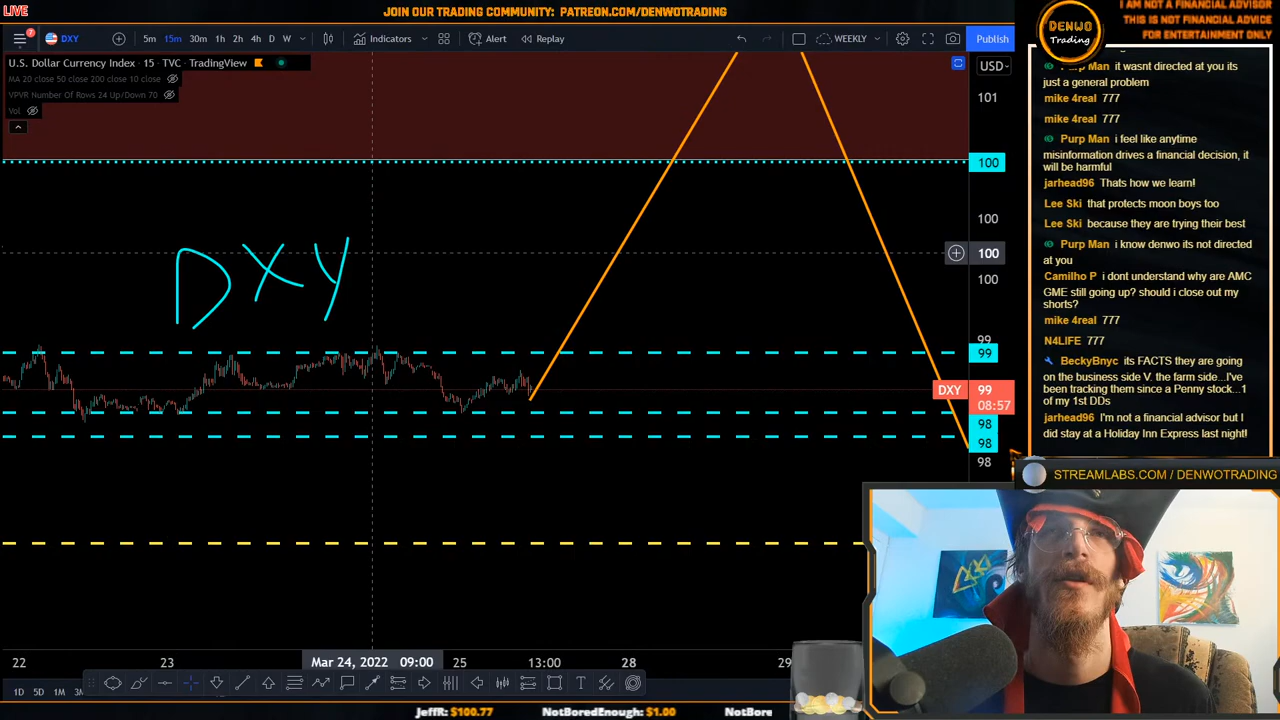 LIVE
JOIN OUR TRADING COMMUNITY: PATREON.COM/DENWOTRADING
7
DXY
5m 15m 30m 1h 2h 4h D W
Indicators
Alert
Replay
WEEKLY
Publish
U.S. Dollar Currency Index · 15 · TVC · TradingView
MA 20 close 50 close 200 close 10 close
VPVR Number Of Rows 24 Up/Down 70
Vol
USD
101
100
100
100
100
99
99
DXY 99
08:57
98
98
98
DXY
22 23 Mar 24, 2022 09:00 25 13:00 28 29
1D 5D 1M 3M
DENWO
Trading
I AM NOT A FINANCIAL ADVISOR
THIS IS NOT FINANCIAL ADVICE
FOR ENTERTAINMENT ONLY
Purp Man it wasnt directed at you its
just a general problem
mike 4real 777
mike 4real 777
Purp Man i feel like anytime
misinformation drives a financial decision, it
will be harmful
jarhead96 Thats how we learn!
Lee Ski that protects moon boys too
Lee Ski because they are trying their best
Purp Man i know denwo its not directed
at you
Camilho P i dont understand why are AMC
GME still going up? should i close out my
shorts?
mike 4real 777
N4LIFE 777
BeckyBnyc its FACTS they are going
on the business side V. the farm side...I've
been tracking them since a Penny stock...1
of my 1st DDs
jarhead96 I'm not a financial advisor but I
did stay at a Holiday Inn Express last night!
STREAMLABS.COM / DENWOTRADING
JeffR: $100.77 NotBoredEnough: $1.00 NotBore